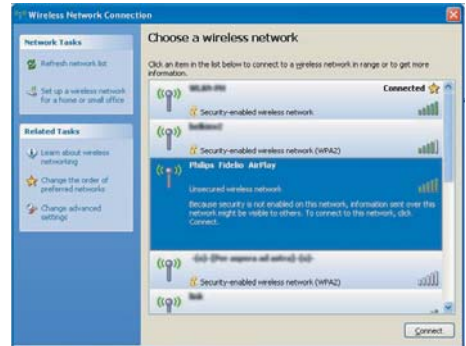 Wireless Network Connection
Network Tasks
Refresh network list
Set up a wireless network
for a home or small office
Related Tasks
Learn about wireless
networking
Change the order of
preferred networks
Change advanced
settings
Choose a wireless network
Click an item in the list below to connect to a wireless network in range or to get more
information.
Connected
Security-enabled wireless network
Security-enabled wireless network (WPA2)
Philips Fidelio AirPlay
Unsecured wireless network
Because security is not enabled on this network, information sent over this
network might be visible to others. To connect to this network, click
Connect.
Security-enabled wireless network (WPA2)
Connect